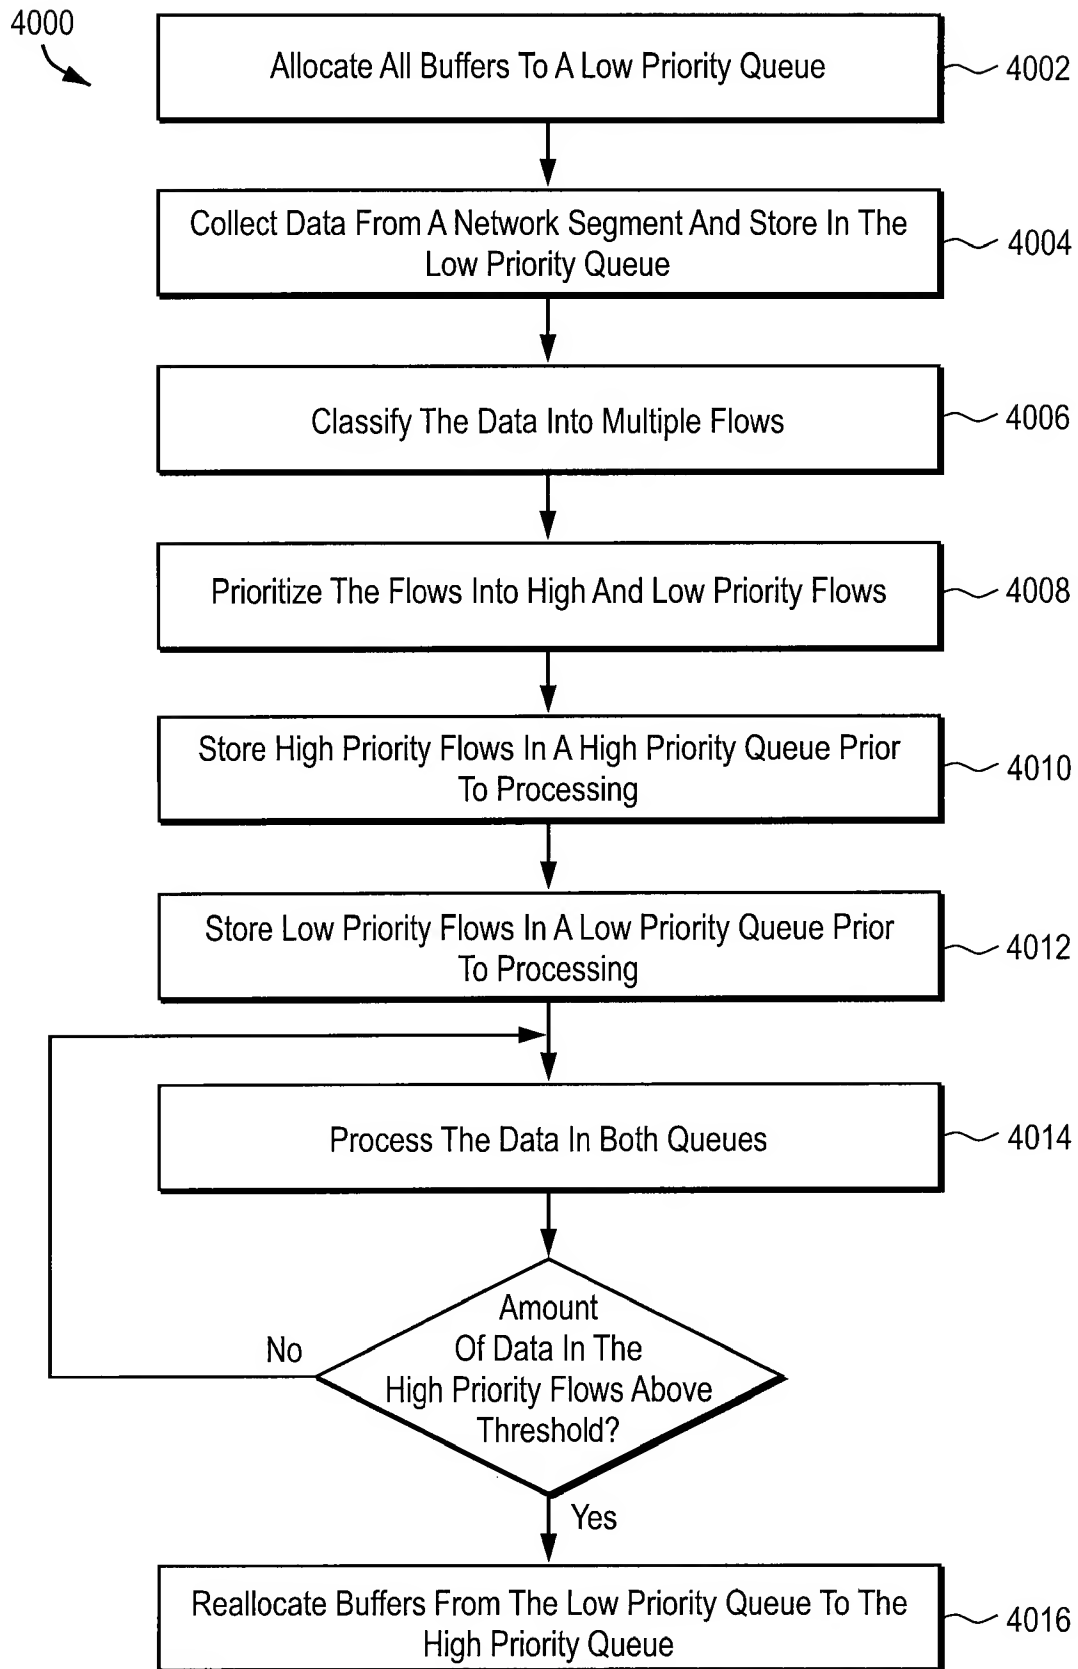 4000
Allocate All Buffers To A Low Priority Queue
4002
Collect Data From A Network Segment And Store In The
Low Priority Queue
4004
Classify The Data Into Multiple Flows
4006
Prioritize The Flows Into High And Low Priority Flows
4008
Store High Priority Flows In A High Priority Queue Prior
To Processing
4010
Store Low Priority Flows In A Low Priority Queue Prior
To Processing
4012
Process The Data In Both Queues
4014
Amount
Of Data In The
High Priority Flows Above
Threshold?
No
Yes
Reallocate Buffers From The Low Priority Queue To The
High Priority Queue
4016